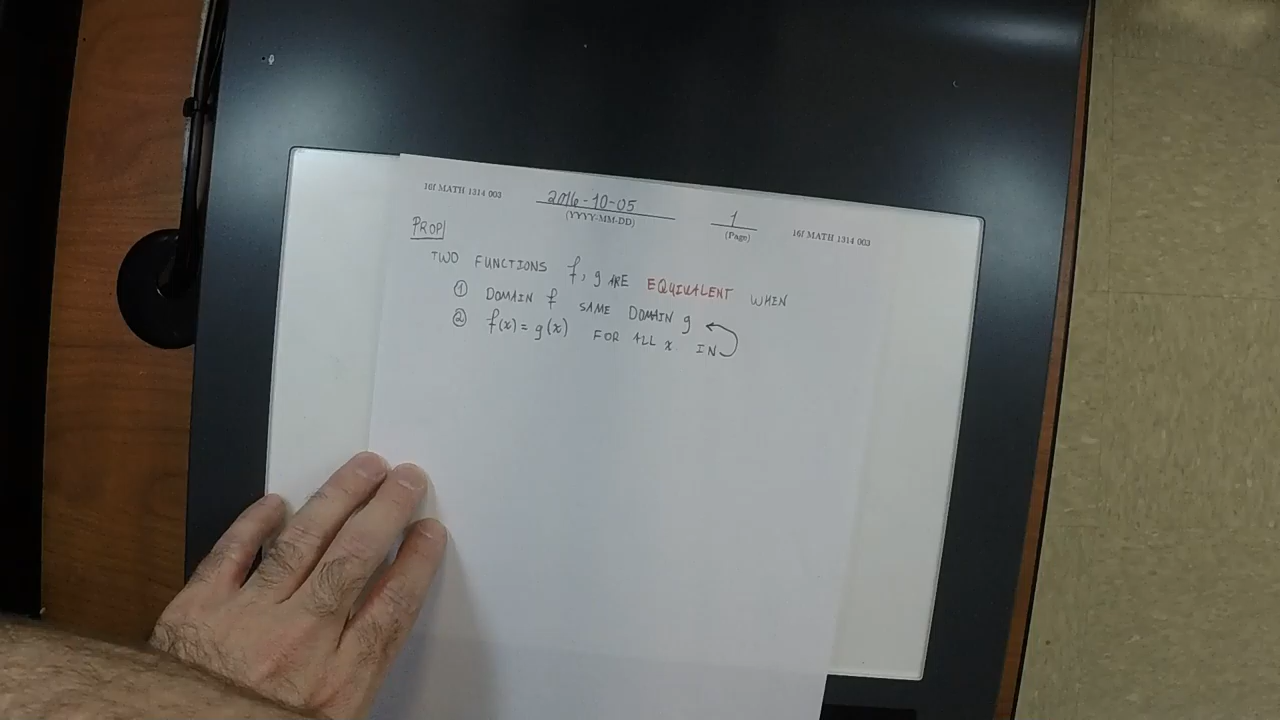 16f MATH 1314 003 2016-10-05 1 16f MATH 1314 003
(YYYY-MM-DD) (Page)
PROP
TWO FUNCTIONS f, g ARE EQUIVALENT WHEN
① DOMAIN f SAME DOMAIN g
② f(x) = g(x) FOR ALL x IN